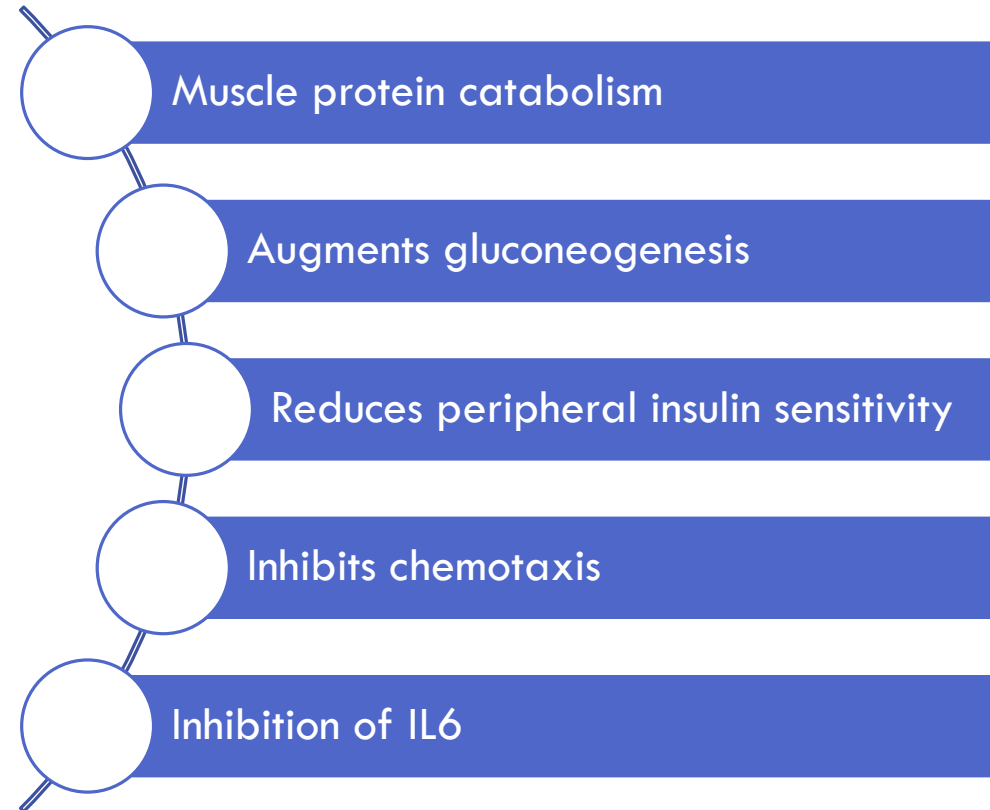 Muscle protein catabolism
Augments gluconeogenesis
Reduces peripheral insulin sensitivity
Inhibits chemotaxis
Inhibition of IL6